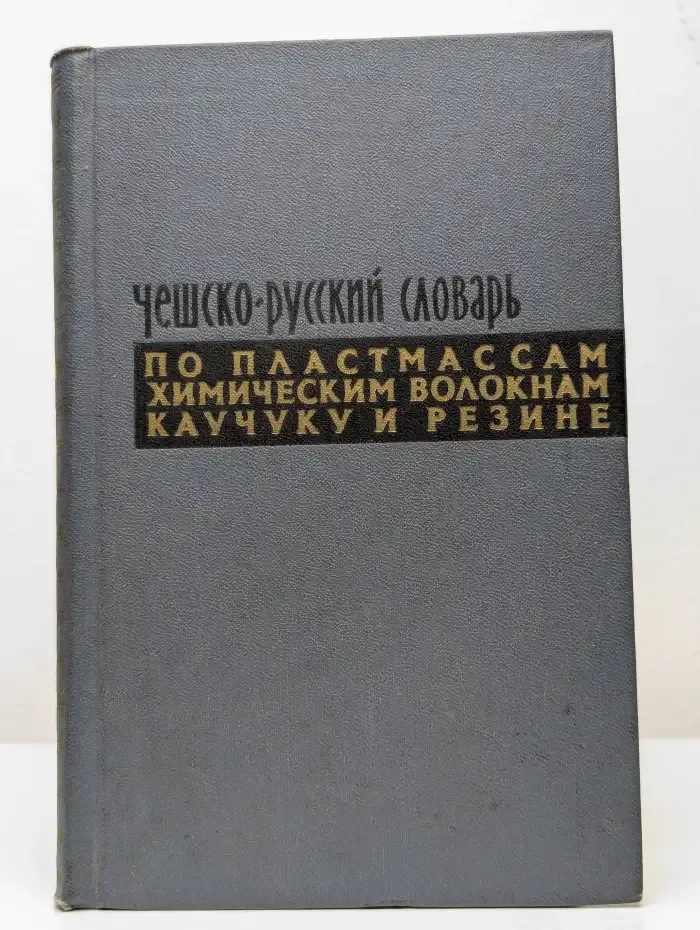 чешско-русский словарь
ПО ПЛАСТМАССАМ
ХИМИЧЕСКИМ ВОЛОКНАМ
КАУЧУКУ И РЕЗИНЕ